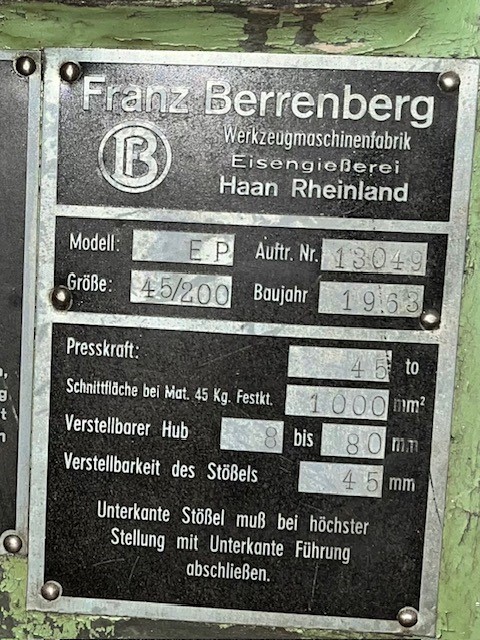 Franz Berrenberg
Werkzeugmaschinenfabrik
Eisengießerei
Haan Rheinland
B
Modell: EP Auftr. Nr. 13049
Größe: 45/200 Baujahr 1963
Presskraft: 45 to
Schnittfläche bei Mat. 45 Kg. Festkt. 1000 mm²
Verstellbarer Hub 8 bis 80 mm
Verstellbarkeit des Stößels 45 mm
Unterkante Stößel muß bei höchster
Stellung mit Unterkante Führung
abschließen.